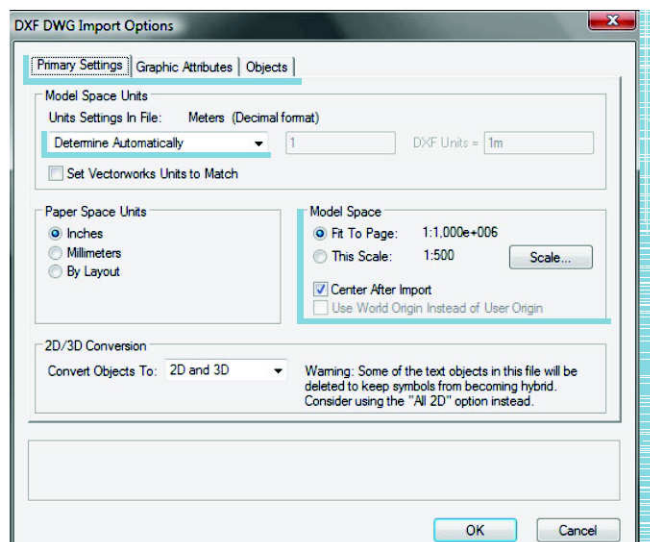 DXF DWG Import Options
Primary Settings Graphic Attributes Objects
Model Space Units
Units Settings In File: Meters (Decimal format)
Determine Automatically 1 DXF Units = 1m
Set Vectorworks Units to Match
Paper Space Units
Inches
Millimeters
By Layout
Model Space
Fit To Page: 1:1,000e+006
This Scale: 1:500 Scale...
Center After Import
Use World Origin Instead of User Origin
2D/3D Conversion
Convert Objects To: 2D and 3D
Warning: Some of the text objects in this file will be
deleted to keep symbols from becoming hybrid.
Consider using the "All 2D" option instead.
OK Cancel